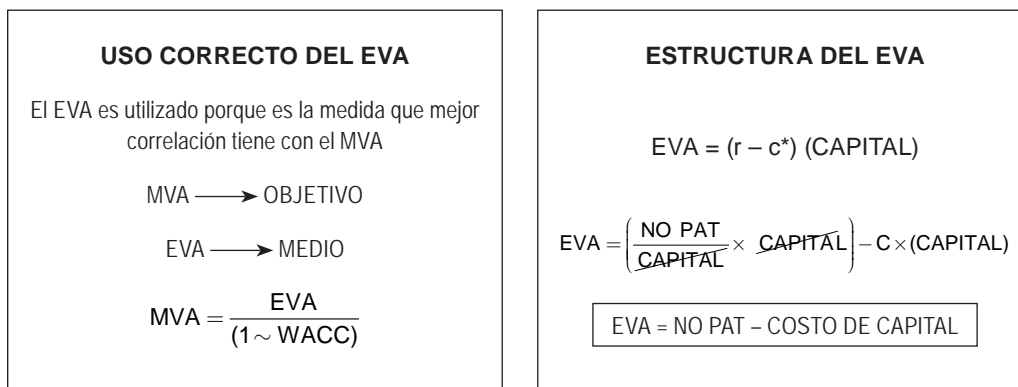 USO CORRECTO DEL EVA
El EVA es utilizado porque es la medida que mejor
correlación tiene con el MVA
MVA ⟶ OBJETIVO
EVA ⟶ MEDIO
MVA = EVA / (1 ~ WACC)
ESTRUCTURA DEL EVA
EVA = (r – c*) (CAPITAL)
EVA = (NO PAT / CAPITAL × CAPITAL) – C × (CAPITAL)
EVA = NO PAT – COSTO DE CAPITAL